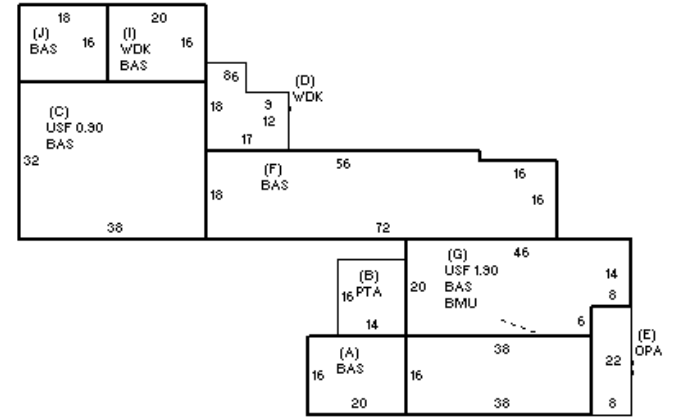 18
20
(J)
BAS
16
(I)
WDK
BAS
16
86
(D)
WDK
18
9
12
17
(C)
USF 0.90
BAS
32
38
(F)
BAS
56
16
18
16
72
46
(G)
USF 1.90
BAS
BMU
14
20
8
6
(B)
PTA
16
14
(A)
BAS
16
20
38
16
38
(E)
OPA
22
8